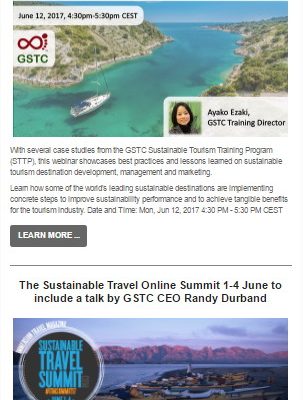 June 12, 2017, 4:30pm-5:30pm CEST
GSTC
Ayako Ezaki,
GSTC Training Director
With several case studies from the GSTC Sustainable Tourism Training Program
(STTP), this webinar showcases best practices and lessons learned on sustainable
tourism destination development, management and marketing.
Learn how some of the world's leading sustainable destinations are implementing
concrete steps to improve sustainability performance and to achieve tangible benefits
for the tourism industry. Date and Time: Mon, Jun 12, 2017 4:30 PM - 5:30 PM CEST
LEARN MORE ...
The Sustainable Travel Online Summit 1-4 June to
include a talk by GSTC CEO Randy Durband
SUSTAINABLE
TRAVEL
SUMMIT